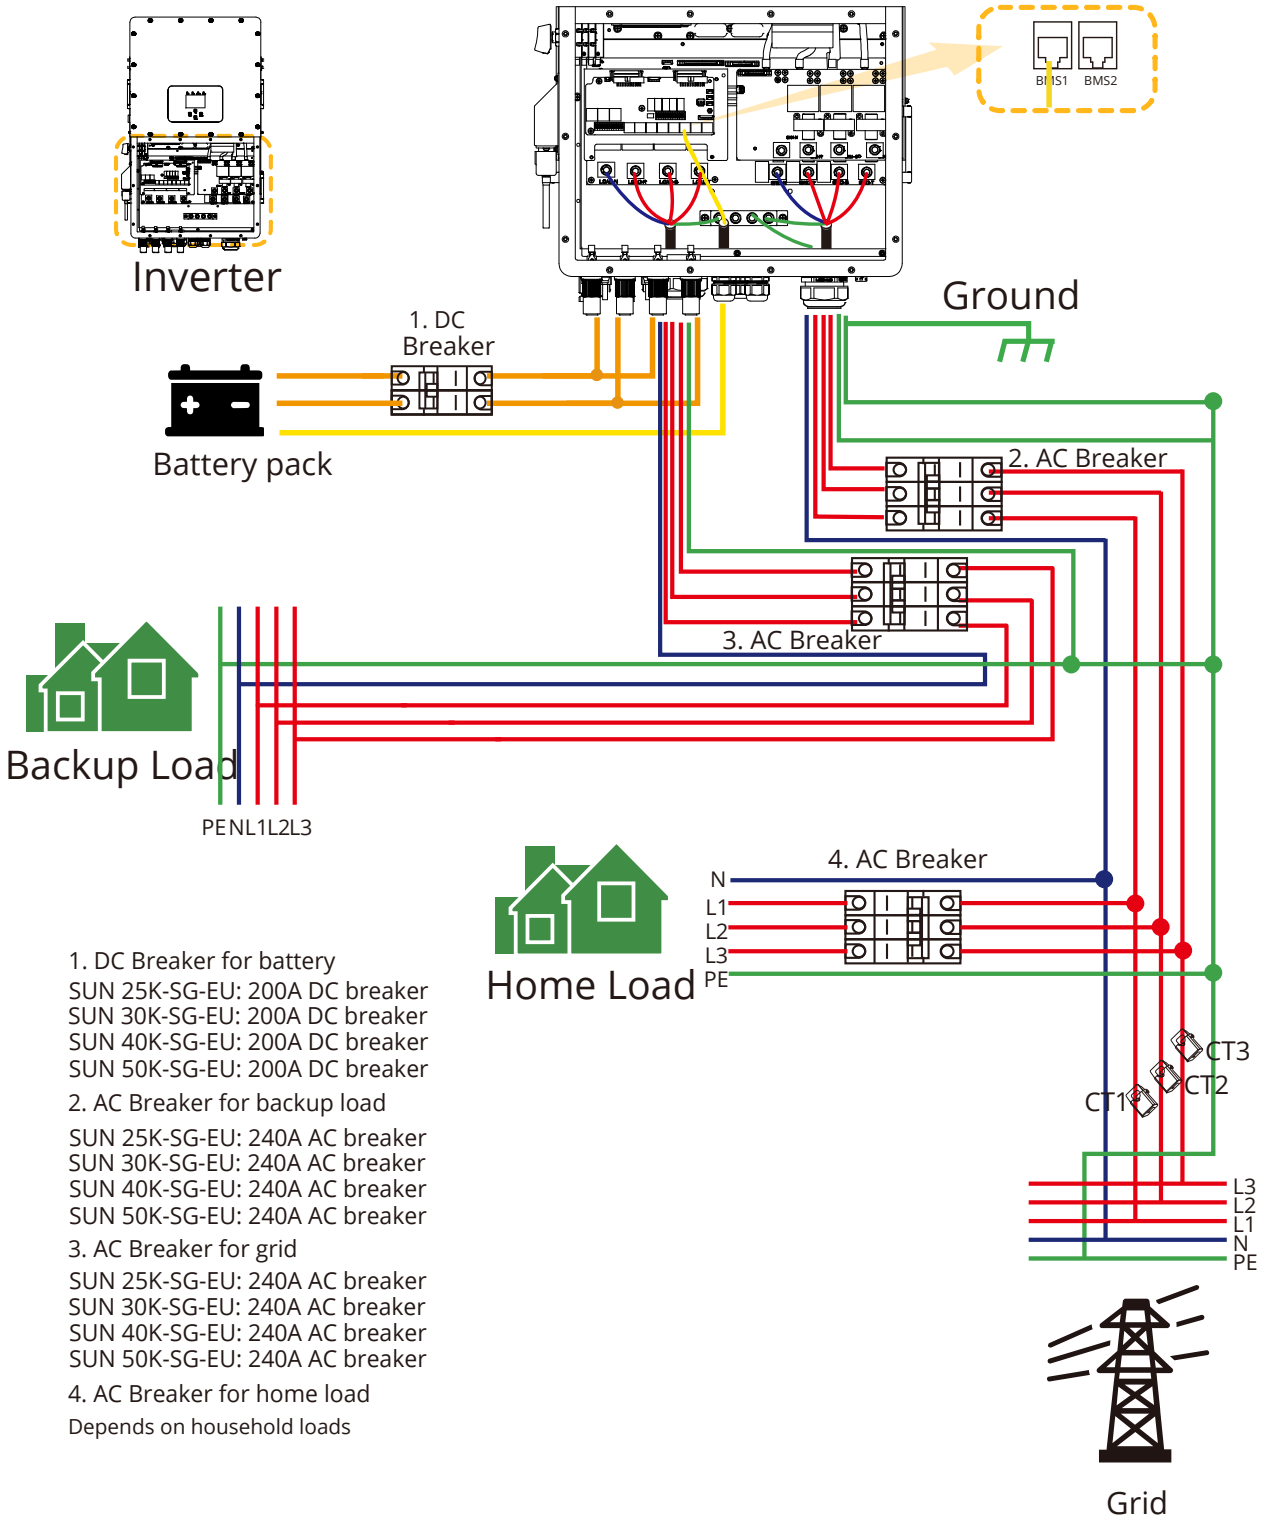 BMS1 BMS2
Inverter
Ground
1. DC
Breaker
Battery pack
2. AC Breaker
3. AC Breaker
Backup Load
PE N L1 L2 L3
4. AC Breaker
N
L1
L2
L3
PE
Home Load
1. DC Breaker for battery
SUN 25K-SG-EU: 200A DC breaker
SUN 30K-SG-EU: 200A DC breaker
SUN 40K-SG-EU: 200A DC breaker
SUN 50K-SG-EU: 200A DC breaker
2. AC Breaker for backup load
SUN 25K-SG-EU: 240A AC breaker
SUN 30K-SG-EU: 240A AC breaker
SUN 40K-SG-EU: 240A AC breaker
SUN 50K-SG-EU: 240A AC breaker
3. AC Breaker for grid
SUN 25K-SG-EU: 240A AC breaker
SUN 30K-SG-EU: 240A AC breaker
SUN 40K-SG-EU: 240A AC breaker
SUN 50K-SG-EU: 240A AC breaker
4. AC Breaker for home load
Depends on household loads
CT3
CT2
CT1
L3
L2
L1
N
PE
Grid